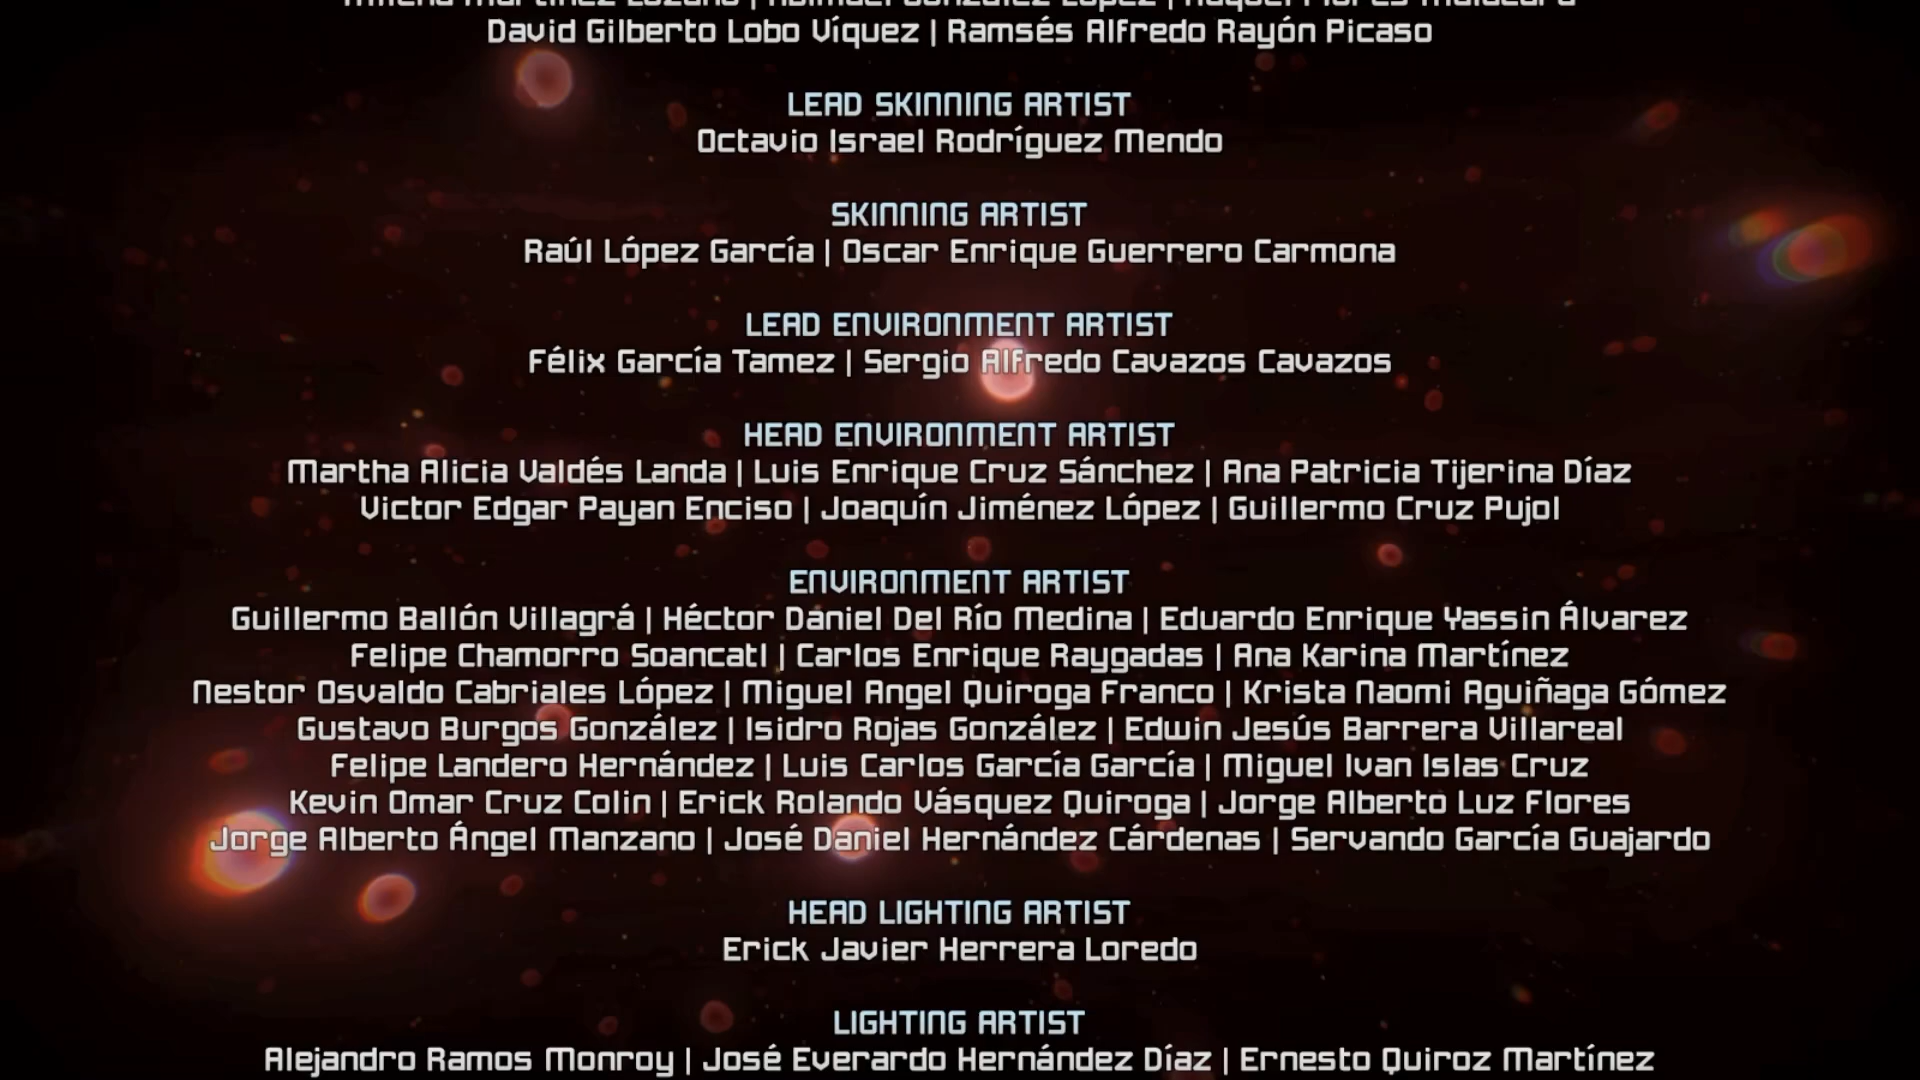 David Gilberto Lobo Víquez | Ramsés Alfredo Rayón Picaso
LEAD SKINNING ARTIST
Octavio Israel Rodríguez Mendo
SKINNING ARTIST
Raúl López García | Oscar Enrique Guerrero Carmona
LEAD ENVIRONMENT ARTIST
Félix García Tamez | Sergio Alfredo Cavazos Cavazos
HEAD ENVIRONMENT ARTIST
Martha Alicia Valdés Landa | Luis Enrique Cruz Sánchez | Ana Patricia Tijerina Díaz
Victor Edgar Payan Enciso | Joaquín Jiménez López | Guillermo Cruz Pujol
ENVIRONMENT ARTIST
Guillermo Ballón Villagrá | Héctor Daniel Del Río Medina | Eduardo Enrique Yassin Álvarez
Felipe Chamorro Soancatl | Carlos Enrique Raygadas | Ana Karina Martínez
Nestor Osvaldo Cabriales López | Miguel Angel Quiroga Franco | Krista Naomi Aguiñaga Gómez
Gustavo Burgos González | Isidro Rojas González | Edwin Jesús Barrera Villareal
Felipe Landero Hernández | Luis Carlos García García | Miguel Ivan Islas Cruz
Kevin Omar Cruz Colin | Erick Rolando Vásquez Quiroga | Jorge Alberto Luz Flores
Jorge Alberto Ángel Manzano | José Daniel Hernández Cárdenas | Servando García Guajardo
HEAD LIGHTING ARTIST
Erick Javier Herrera Loredo
LIGHTING ARTIST
Alejandro Ramos Monroy | José Everardo Hernández Díaz | Ernesto Quiroz Martínez